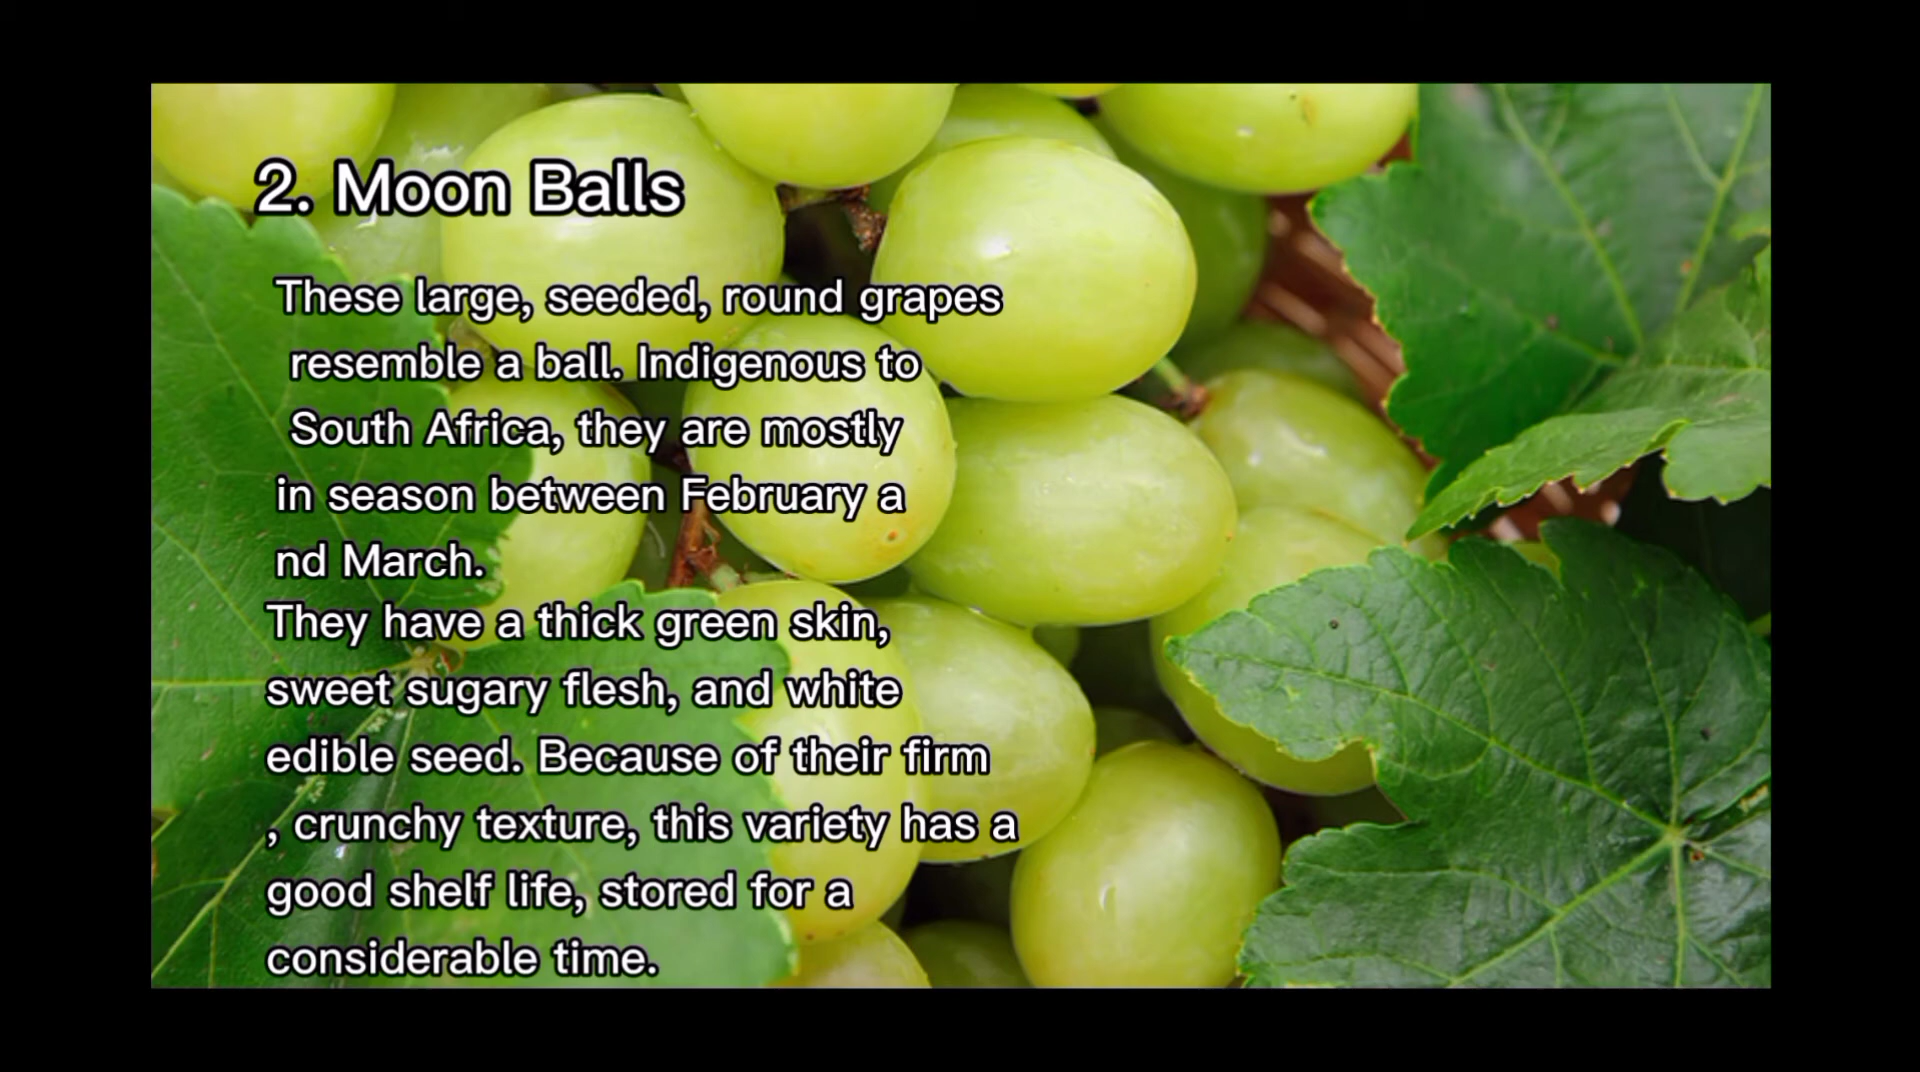 2. Moon Balls
These large, seeded, round grapes
resemble a ball. Indigenous to
South Africa, they are mostly
in season between February a
nd March.
They have a thick green skin,
sweet sugary flesh, and white
edible seed. Because of their firm
, crunchy texture, this variety has a
good shelf life, stored for a
considerable time.